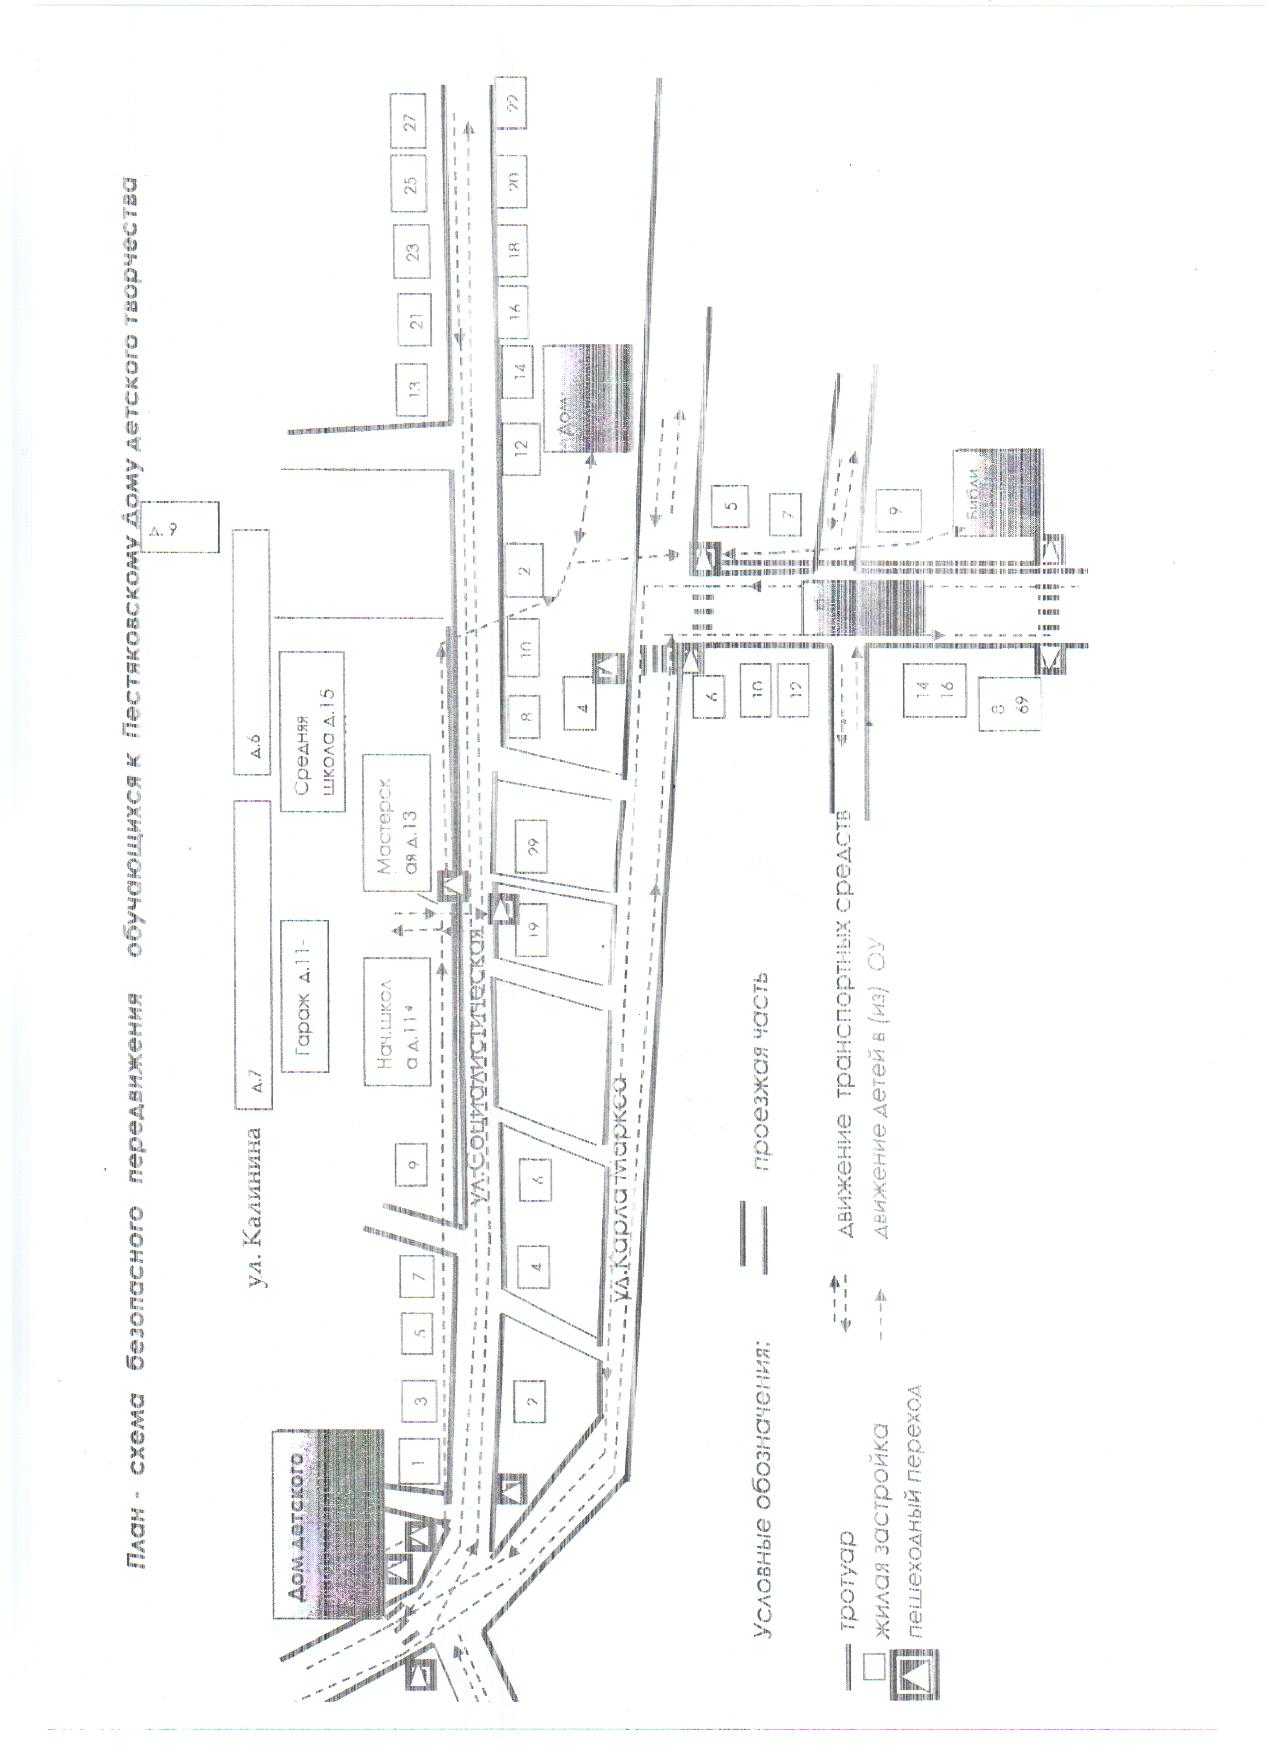 План - схема безопасного передвижения обучающихся к Пестяковскому Дому детского творчества
д. 9
ул. Калинина
д.7
д.6
Гараж д.11-
Средняя
школа д.15
Нач.школ
а д.11а
Мастерск
ая д.13
Дом детского
1
3
5
7
9
13
21
23
25
27
ул.Социалистическая
2
4
6
19
29
8
10
2
12
14
16
18
20
22
4
Дом
ул.Карла Маркса
6
10
12
14
16
8
69
5
7
9
Библи
Условные обозначения:
проезжая часть
тротуар
движение транспортных средств
жилая застройка
движение детей в (из) ОУ
пешеходный переход